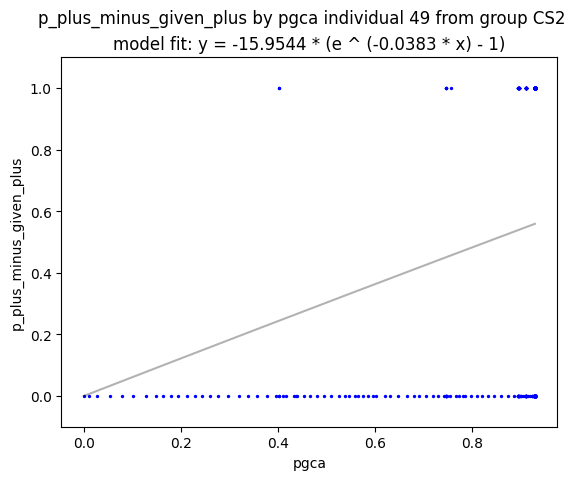 p_plus_minus_given_plus by pgca individual 49 from group CS2
model fit: y = -15.9544 * (e ^ (-0.0383 * x) - 1)
1.0
0.8
0.6
0.4
0.2
0.0
p_plus_minus_given_plus
0.0 0.2 0.4 0.6 0.8
pgca